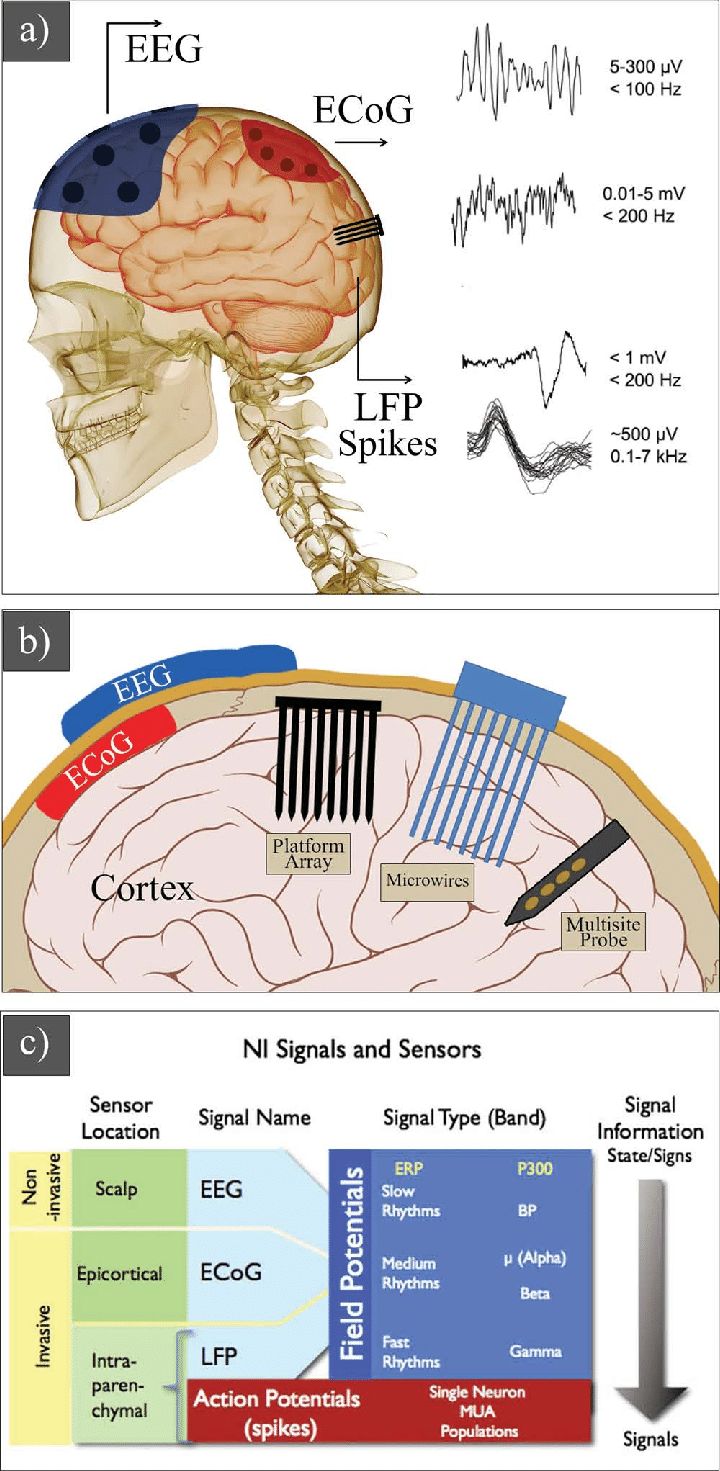 a)
EEG
ECoG
LFP
Spikes
5-300 µV
< 100 Hz
0.01-5 mV
< 200 Hz
< 1 mV
< 200 Hz
~500 µV
0.1-7 kHz
b)
EEG
ECoG
Cortex
Platform
Array
Microwires
Multisite
Probe
c)
NI Signals and Sensors
Sensor
Location
Signal Name
Signal Type (Band)
Signal
Information
State/Signs
Non
-invasive
Scalp
EEG
Invasive
Epicortical
ECoG
Intra-
paren-
chymal
LFP
Field Potentials
ERP
P300
Slow
Rhythms
BP
Medium
Rhythms
µ (Alpha)
Beta
Fast
Rhythms
Gamma
Action Potentials
(spikes)
Single Neuron
MUA
Populations
Signals